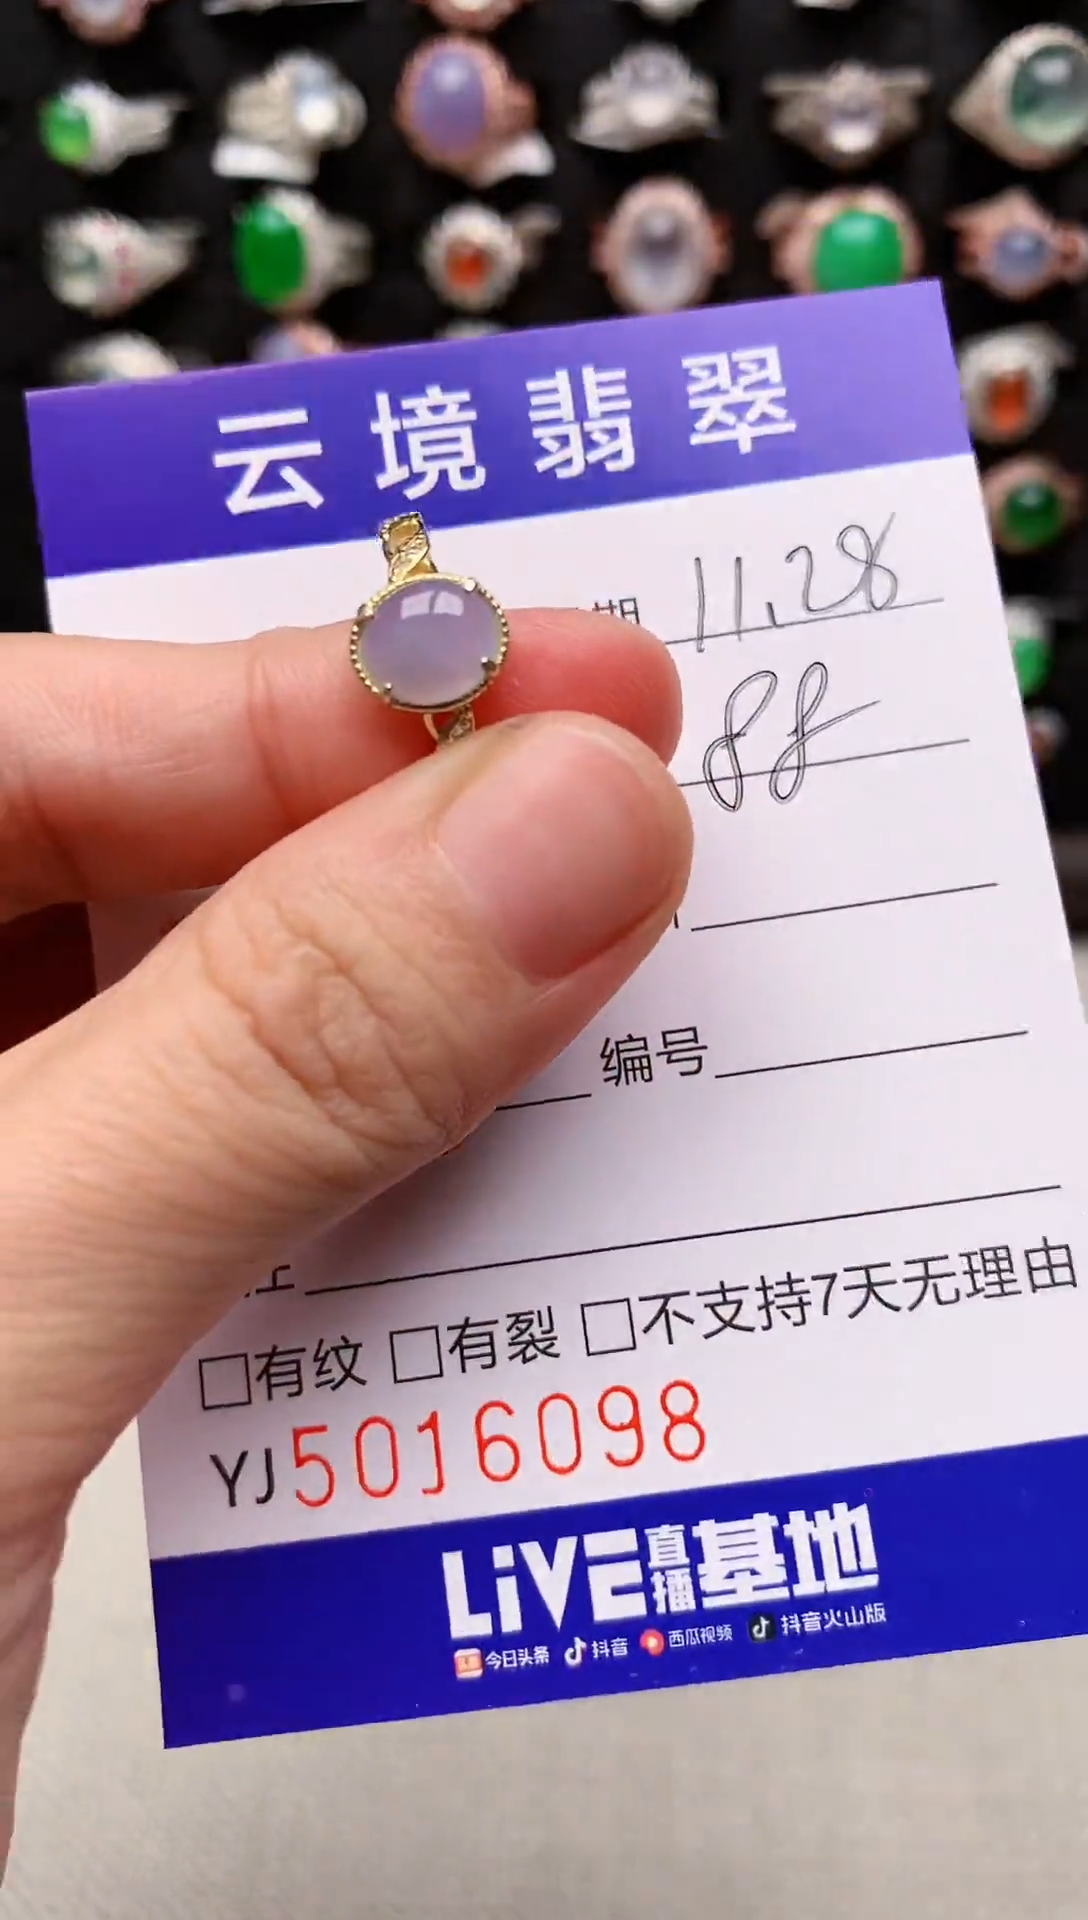 云境翡翠
期 11.28
88
编号
□有纹 □有裂 □不支持7天无理由
YJ5016098
LiVE直播基地
今日头条 抖音 西瓜视频 抖音火山版